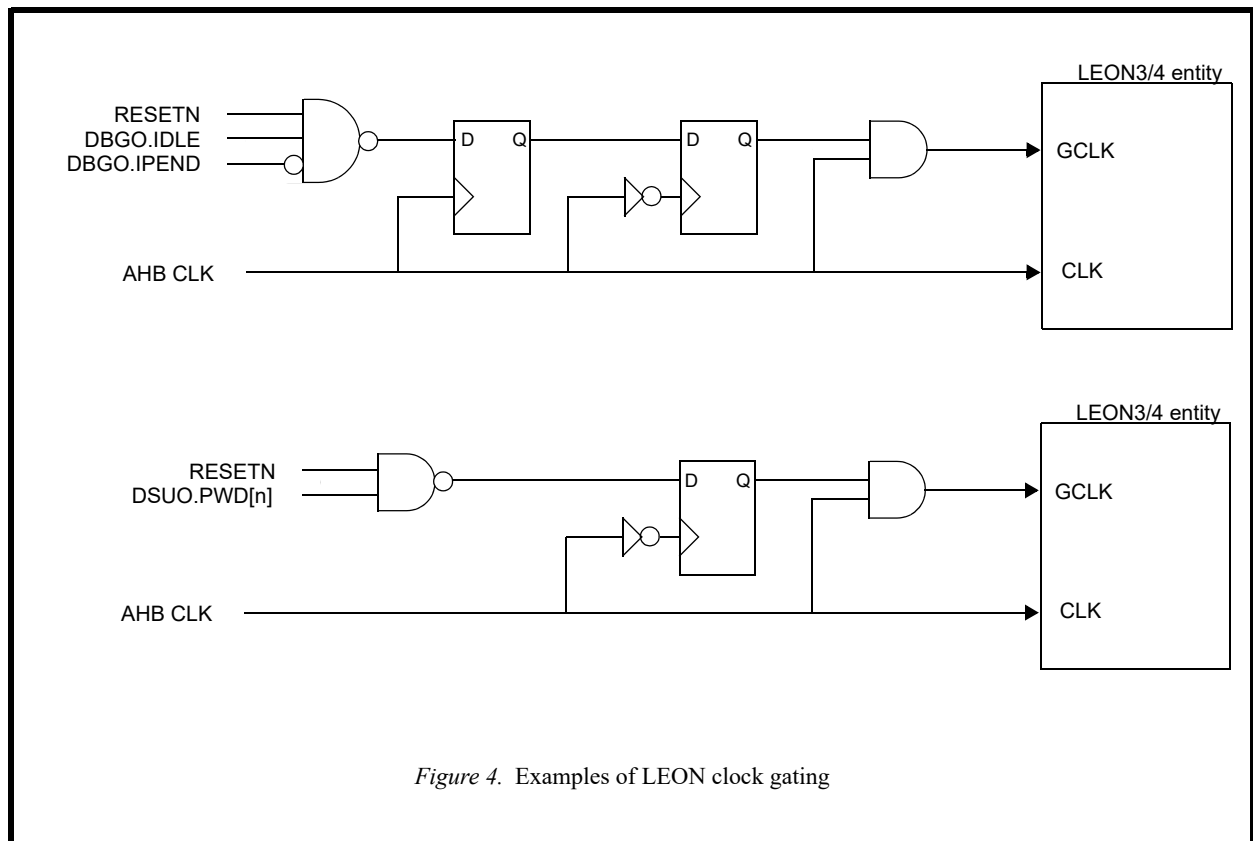 LEON3/4 entity
RESETN
DBGO.IDLE
DBGO.IPEND
D Q
D Q
GCLK
AHB CLK
CLK
LEON3/4 entity
RESETN
DSUO.PWD[n]
D Q
GCLK
AHB CLK
CLK
Figure 4. Examples of LEON clock gating